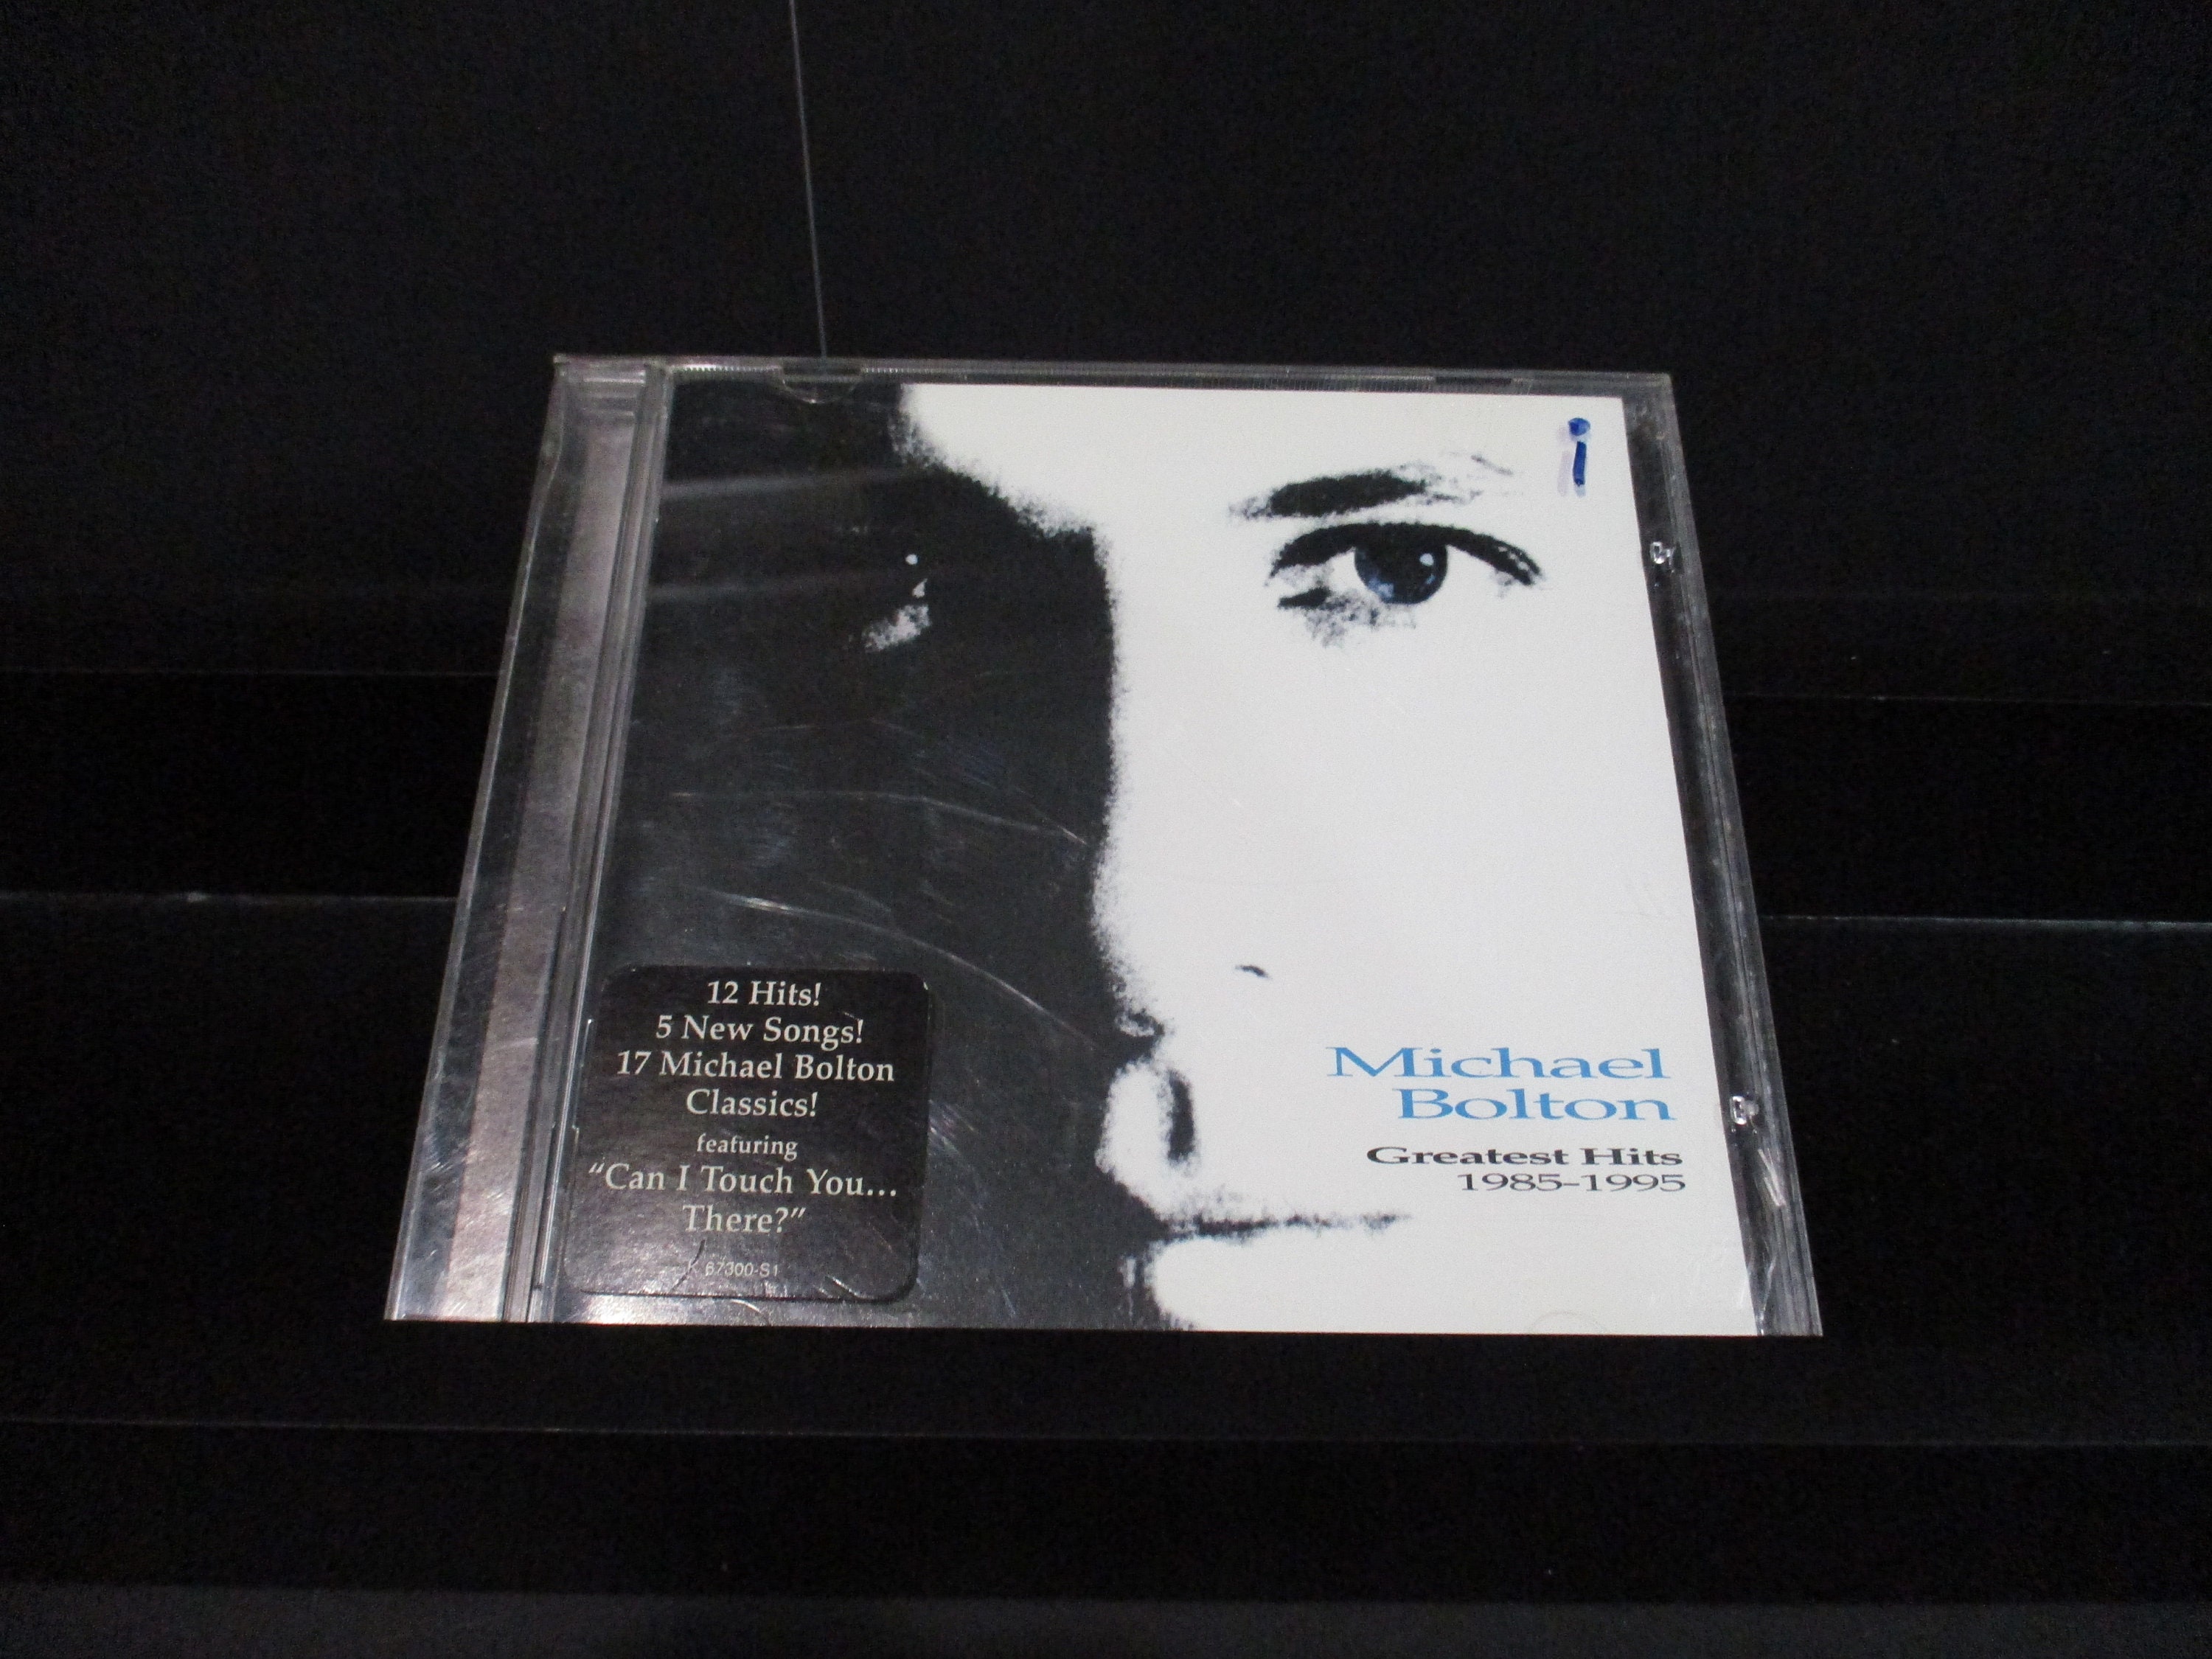 i
12 Hits!
5 New Songs!
17 Michael Bolton
Classics!
featuring
“Can I Touch You...
There?”
K 67300-S1
Michael
Bolton
Greatest Hits
1985-1995